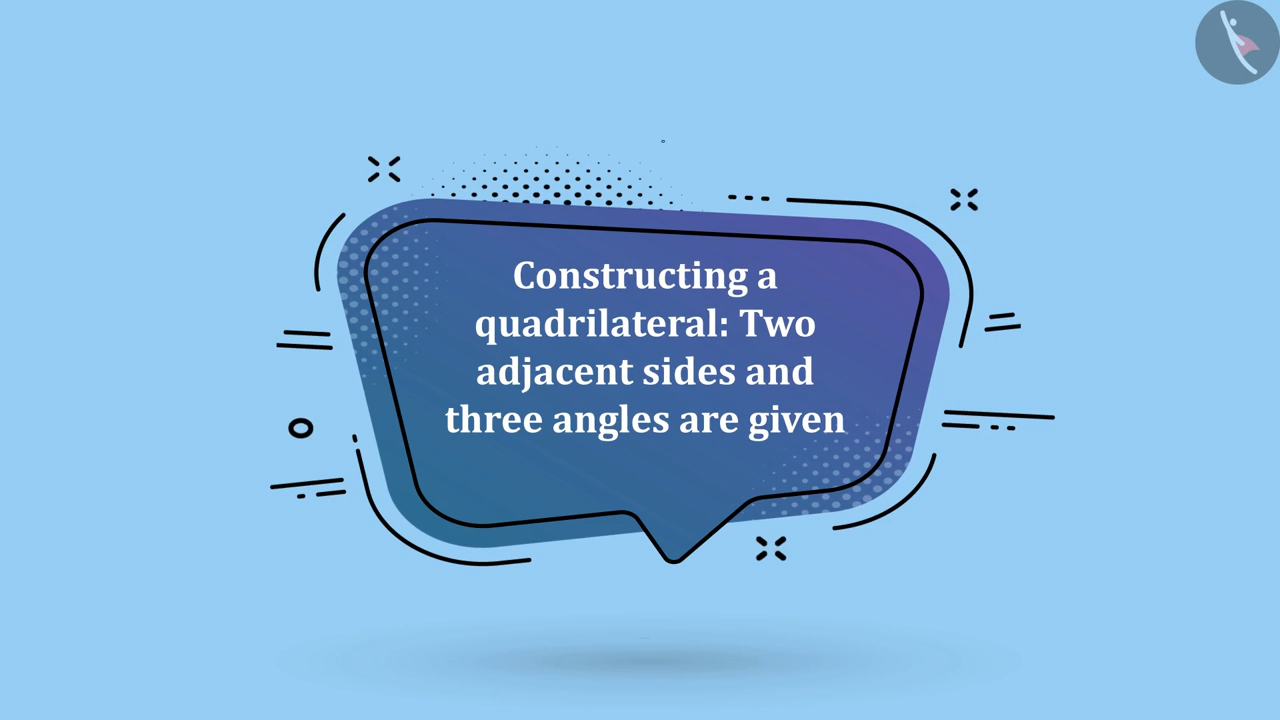 Constructing a
quadrilateral: Two
adjacent sides and
three angles are given